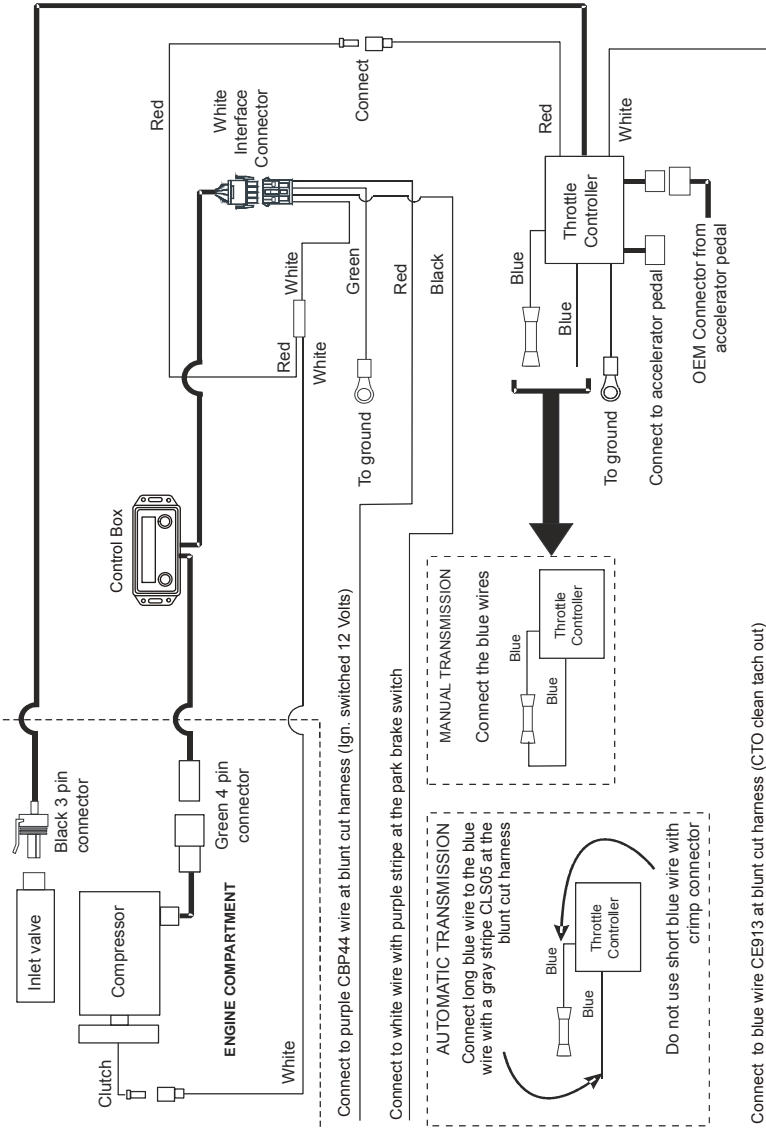 Inlet valve
Black 3 pin
connector
Compressor
Clutch
Green 4 pin
connector
ENGINE COMPARTMENT
White
Control Box
Red
White
Red
White
White
Interface
Connector
Connect
Green
To ground
Red
Black
Connect to purple CBP44 wire at blunt cut harness (Ign. switched 12 Volts)
Connect to white wire with purple stripe at the park brake switch
AUTOMATIC TRANSMISSION
Connect long blue wire to the blue
wire with a gray stripe CLS05 at the
blunt cut harness
Blue
Blue
Throttle
Controller
Do not use short blue wire with
crimp connector
MANUAL TRANSMISSION
Connect the blue wires
Blue
Blue
Throttle
Controller
Blue
Blue
Red
White
Throttle
Controller
To ground
Connect to accelerator pedal
OEM Connector from
accelerator pedal
Connect to blue wire CE913 at blunt cut harness (CTO clean tach out)